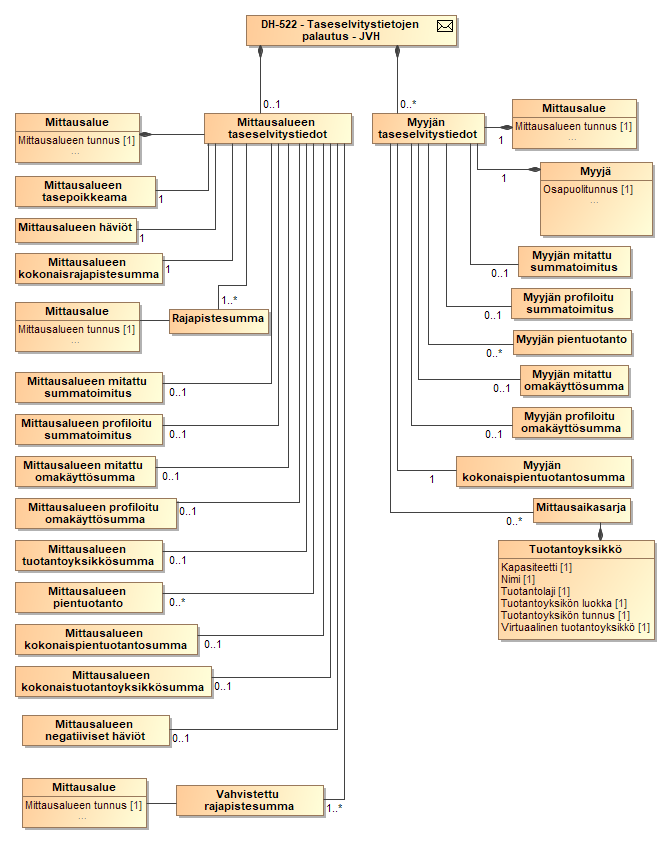 DH-522 - Taseselvitystietojen
palautus - JVH
0..1
0..*
Mittausalue
Mittausalueen tunnus [1]
...
Mittausalueen
taseselvitystiedot
Myyjän
taseselvitystiedot
1
Mittausalue
Mittausalueen tunnus [1]
...
Mittausalueen
tasepoikkeama
1
1
Myyjä
Osapuolitunnus [1]
...
Mittausalueen häviöt
1
Mittausalueen
kokonaisrajapistesumma
1
Myyjän mitattu
summatoimitus
0..1
Mittausalue
Mittausalueen tunnus [1]
...
1..*
Rajapistesumma
Myyjän profiloitu
summatoimitus
0..1
Myyjän pientuotanto
0..*
Mittausalueen mitattu
summatoimitus
0..1
Myyjän mitattu
omakäyttösumma
0..1
Mittausalueen profiloitu
summatoimitus
0..1
Myyjän profiloitu
omakäyttösumma
0..1
Mittausalueen mitattu
omakäyttösumma
0..1
Myyjän
kokonaispientuotantosumma
1
Mittausalueen profiloitu
omakäyttösumma
0..1
Mittausaikasarja
0..*
Mittausalueen
tuotantoyksikkösumma
0..1
Tuotantoyksikkö
Kapasiteetti [1]
Nimi [1]
Tuotantolaji [1]
Tuotantoyksikön luokka [1]
Tuotantoyksikön tunnus [1]
Virtuaalinen tuotantoyksikkö [1]
Mittausalueen
pientuotanto
0..*
Mittausalueen
kokonaispientuotantosumma
0..1
Mittausalueen
kokonaistuotantoyksikkösumma
0..1
Mittausalueen
negatiiviset häviöt
0..1
Mittausalue
Mittausalueen tunnus [1]
...
Vahvistettu
rajapistesumma
1..*